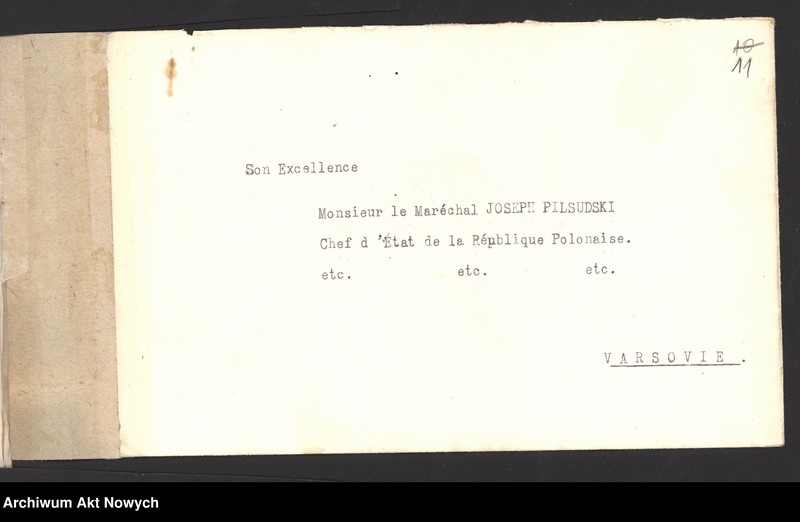 10
11
Son Excellence
Monsieur le Maréchal JOSEPH PILSUDSKI
Chef d 'État de la République Polonaise.
etc. etc. etc.
VARSOVIE.
Archiwum Akt Nowych